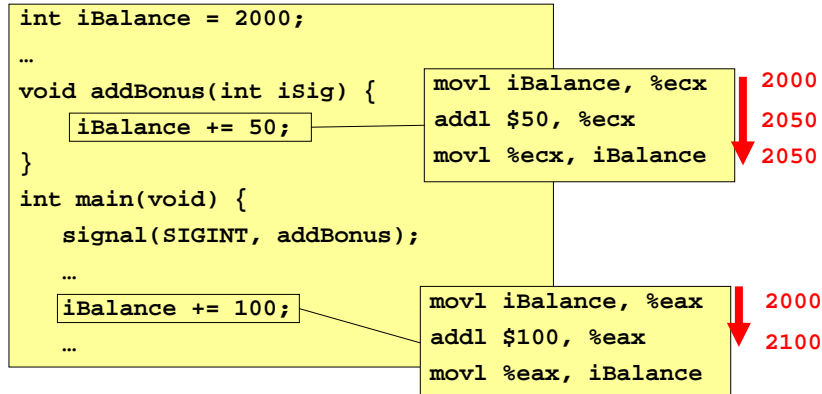 int iBalance = 2000;
…
void addBonus(int iSig) {
iBalance += 50;
}
int main(void) {
signal(SIGINT, addBonus);
…
iBalance += 100;
…
movl iBalance, %ecx
addl $50, %ecx
movl %ecx, iBalance
2000
2050
2050
movl iBalance, %eax
addl $100, %eax
movl %eax, iBalance
2000
2100